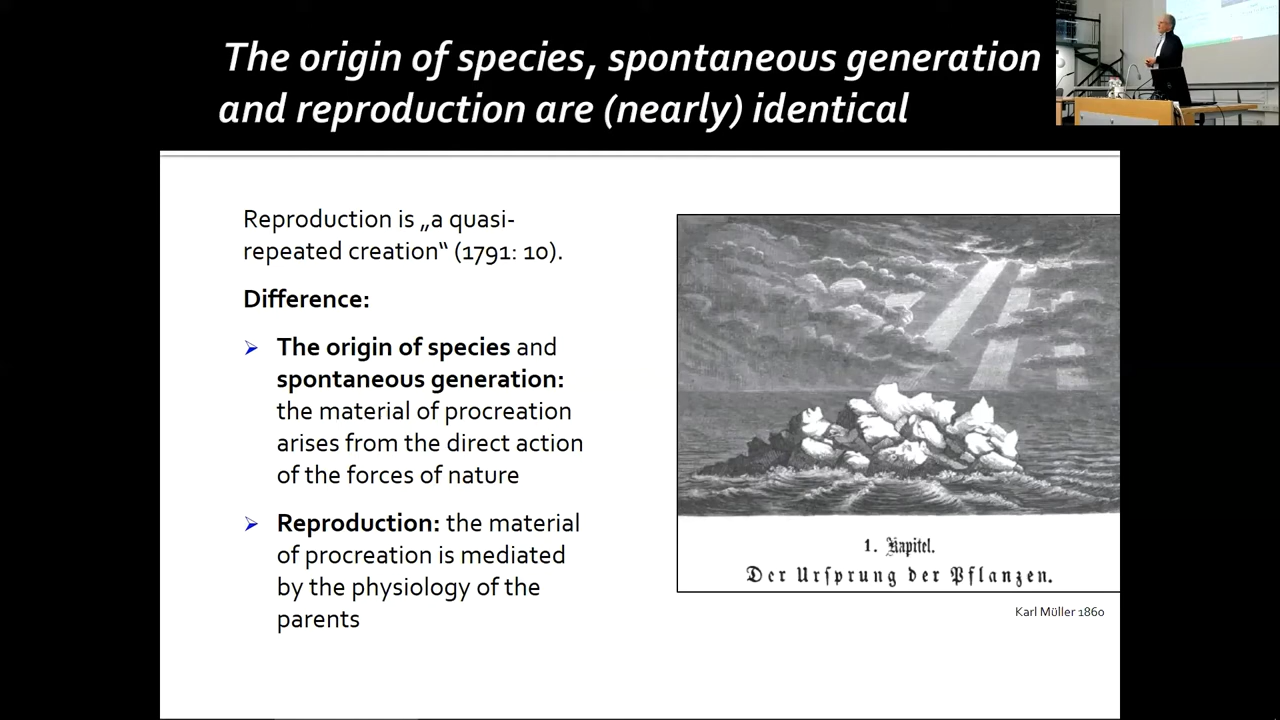 The origin of species, spontaneous generation
and reproduction are (nearly) identical
Reproduction is „a quasi-
repeated creation“ (1791: 10).
Difference:
The origin of species and
spontaneous generation:
the material of procreation
arises from the direct action
of the forces of nature
Reproduction: the material
of procreation is mediated
by the physiology of the
parents
1. Kapitel.
Der Urſprung der Pflanzen.
Karl Müller 1860